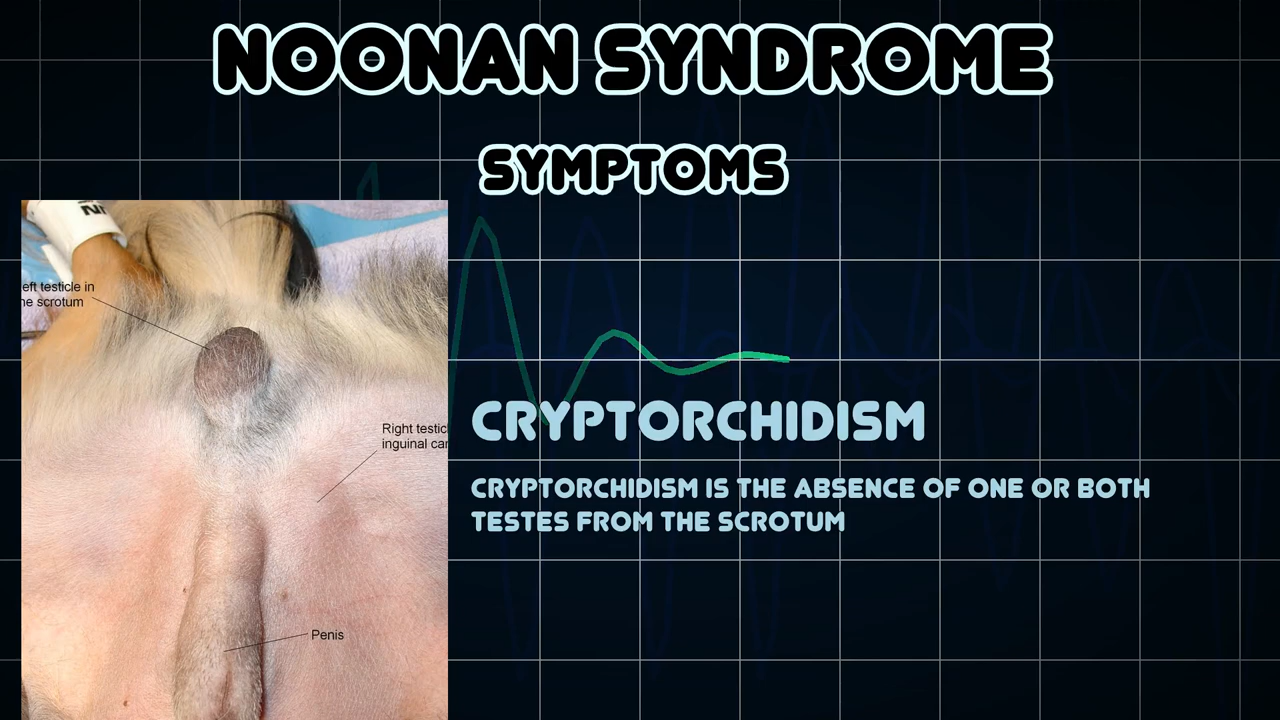 NOONAN SYNDROME
SYMPTOMS
eft testicle in
he scrotum
Right testic
inguinal ca
CRYPTORCHIDISM
CRYPTORCHIDISM IS THE ABSENCE OF ONE OR BOTH
TESTES FROM THE SCROTUM
Penis